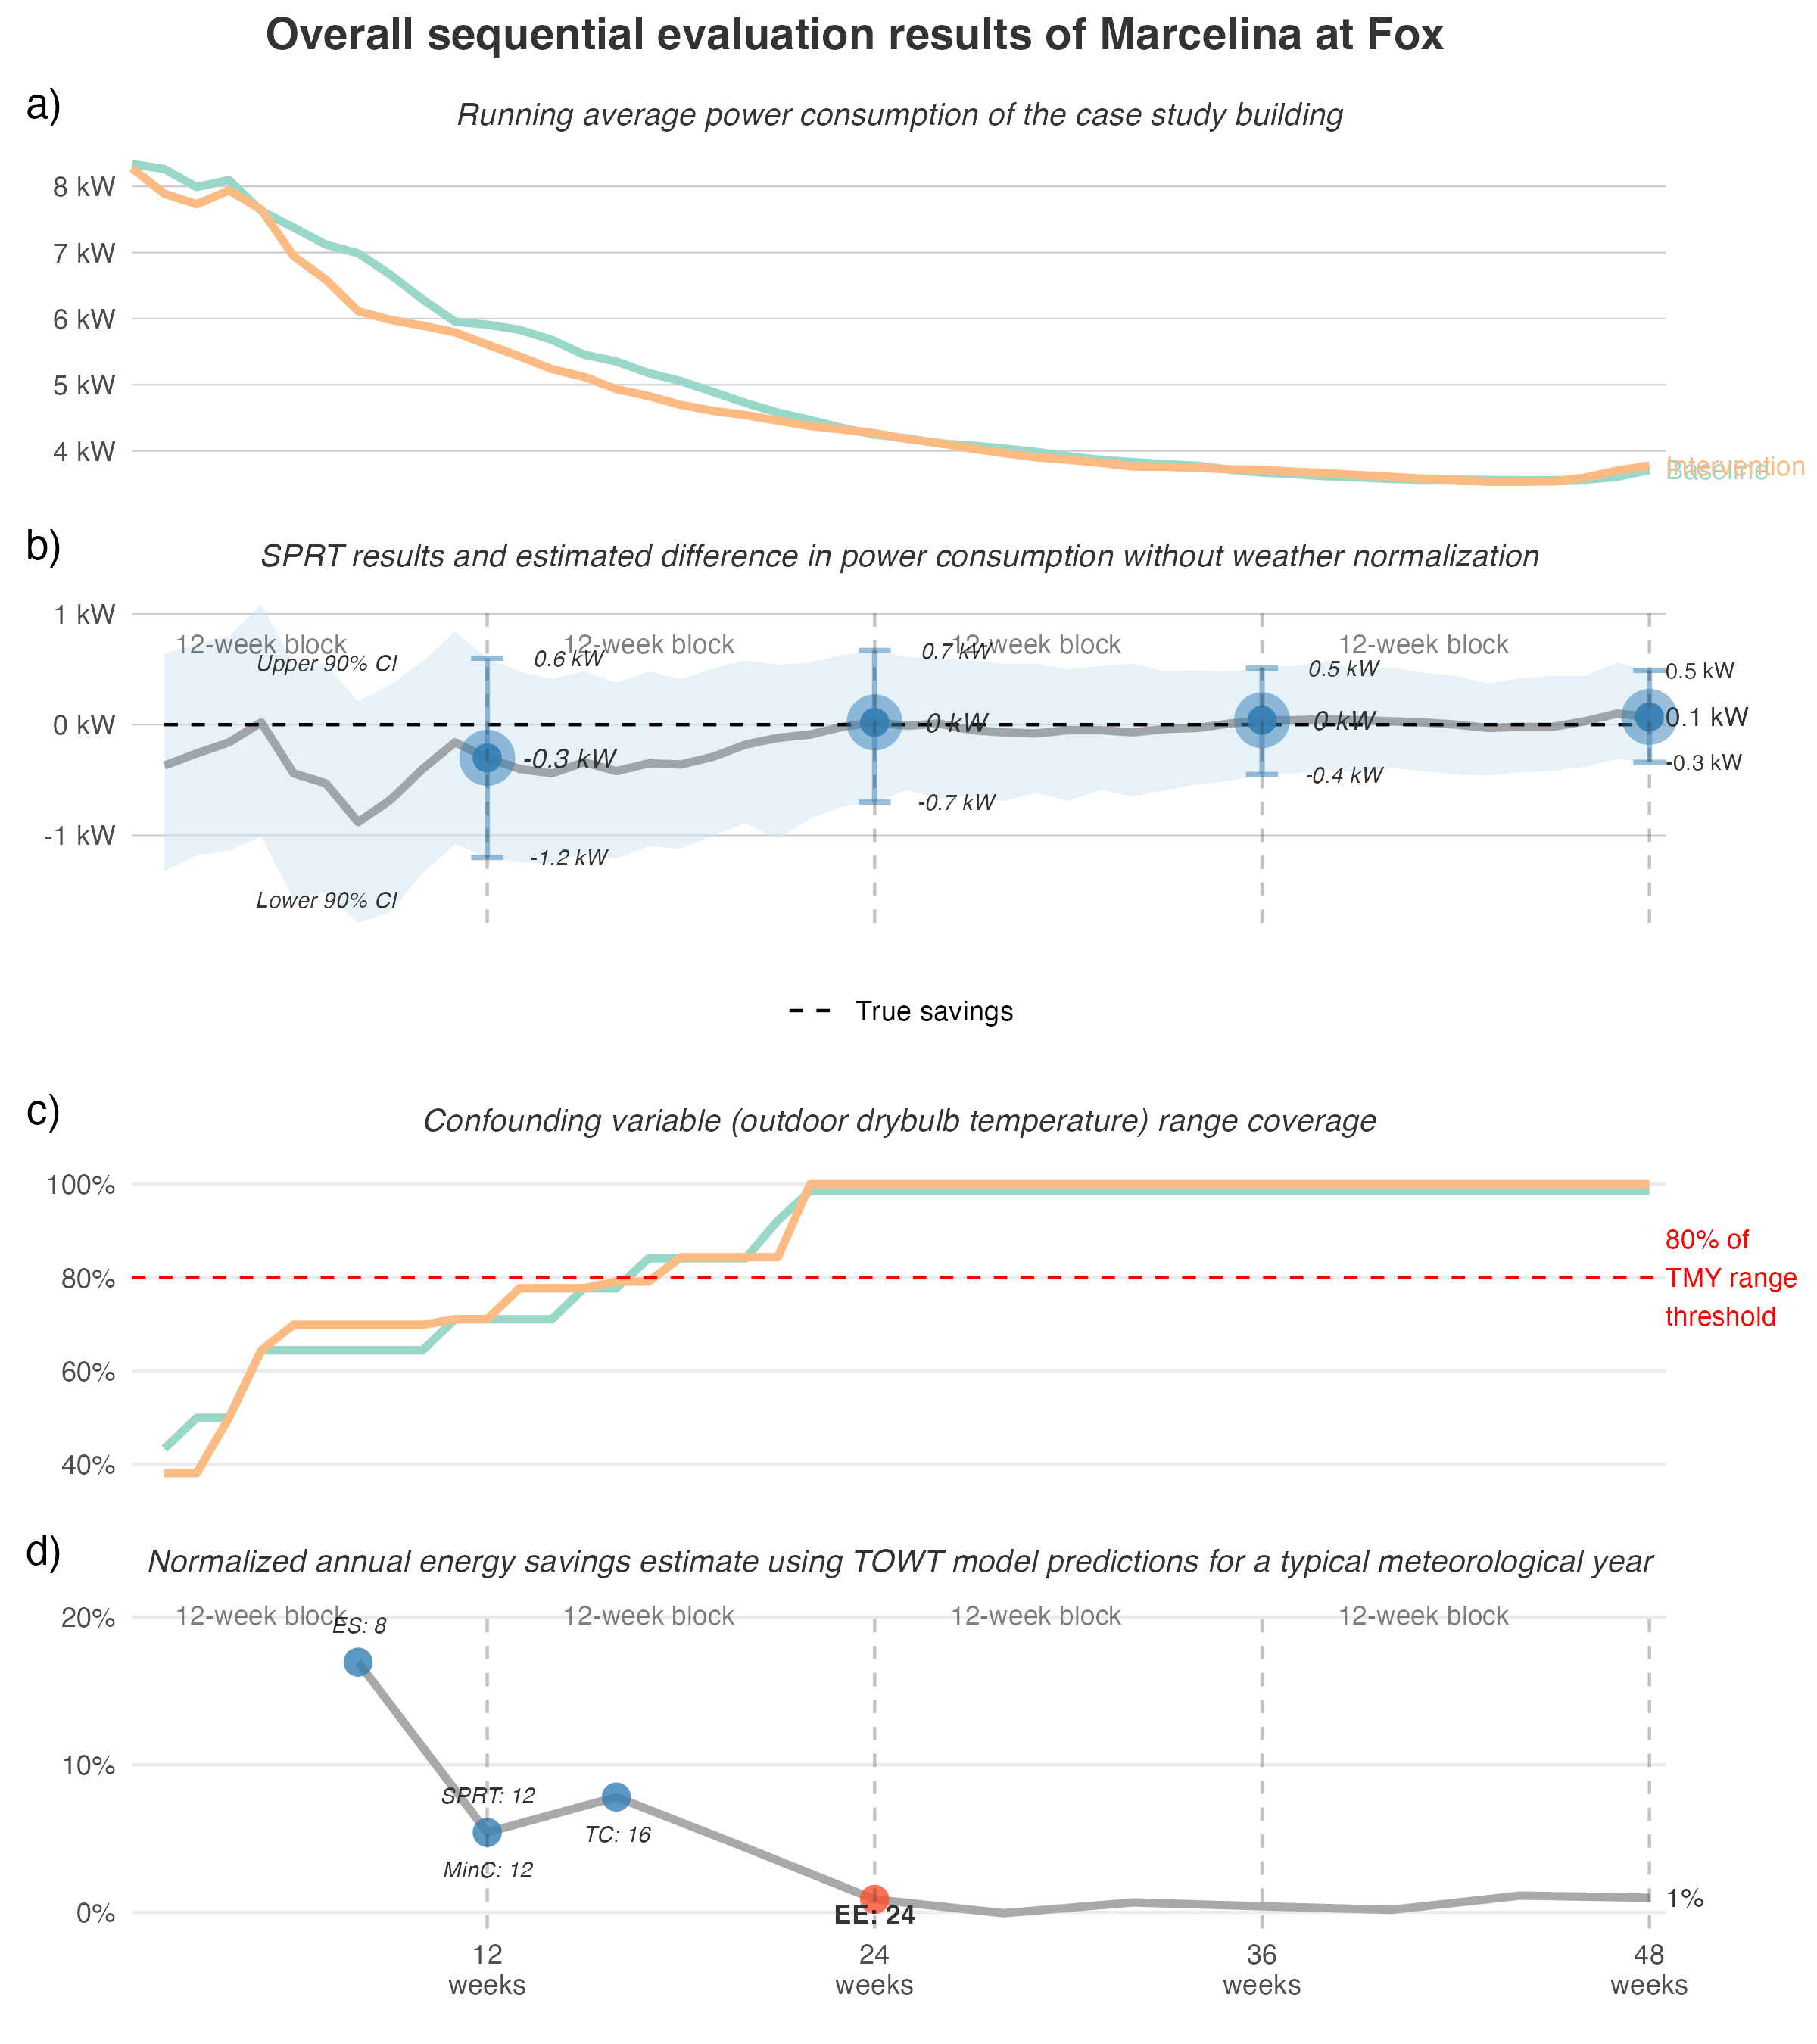 Overall sequential evaluation results of Marcelina at Fox
a)
Running average power consumption of the case study building
8 kW
7 kW
6 kW
5 kW
4 kW
Intervention
Baseline
b)
SPRT results and estimated difference in power consumption without weather normalization
1 kW
0 kW
-1 kW
12-week block
12-week block
12-week block
12-week block
Upper 90% CI
Lower 90% CI
0.6 kW
-0.3 kW
-1.2 kW
0.7 kW
0 kW
-0.7 kW
0.5 kW
0 kW
-0.4 kW
0.5 kW
0.1 kW
-0.3 kW
True savings
c)
Confounding variable (outdoor drybulb temperature) range coverage
100%
80%
60%
40%
80% of
TMY range
threshold
d)
Normalized annual energy savings estimate using TOWT model predictions for a typical meteorological year
20%
10%
0%
12-week block
12-week block
12-week block
12-week block
ES: 8
SPRT: 12
MinC: 12
TC: 16
EE: 24
1%
12
weeks
24
weeks
36
weeks
48
weeks